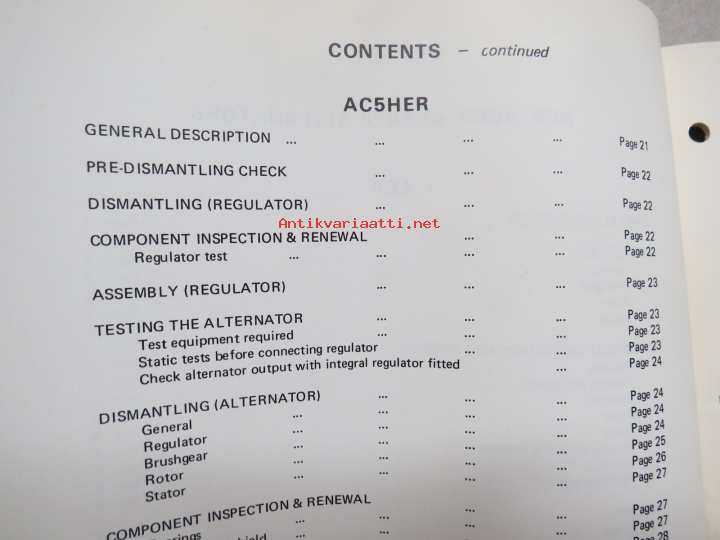 CONTENTS – continued
AC5HER
GENERAL DESCRIPTION ... ... ... ... Page 21
PRE-DISMANTLING CHECK ... ... ... Page 22
DISMANTLING (REGULATOR) ... ... ... Page 22
Antikvariaatti.net
COMPONENT INSPECTION & RENEWAL ... ... Page 22
Regulator test ... ... ... ... Page 22
ASSEMBLY (REGULATOR) ... ... ... Page 23
TESTING THE ALTERNATOR ... ... ... Page 23
Test equipment required ... ... ... Page 23
Static tests before connecting regulator ... ... Page 23
Check alternator output with integral regulator fitted ... Page 24
DISMANTLING (ALTERNATOR) ... ... ... Page 24
General ... ... ... ... Page 24
Regulator ... ... ... ... Page 24
Brushgear ... ... ... ... Page 25
Rotor ... ... ... ... Page 26
Stator ... ... ... ... Page 27
COMPONENT INSPECTION & RENEWAL ... ... Page 27
... ... ... ... Page 27
Page 28